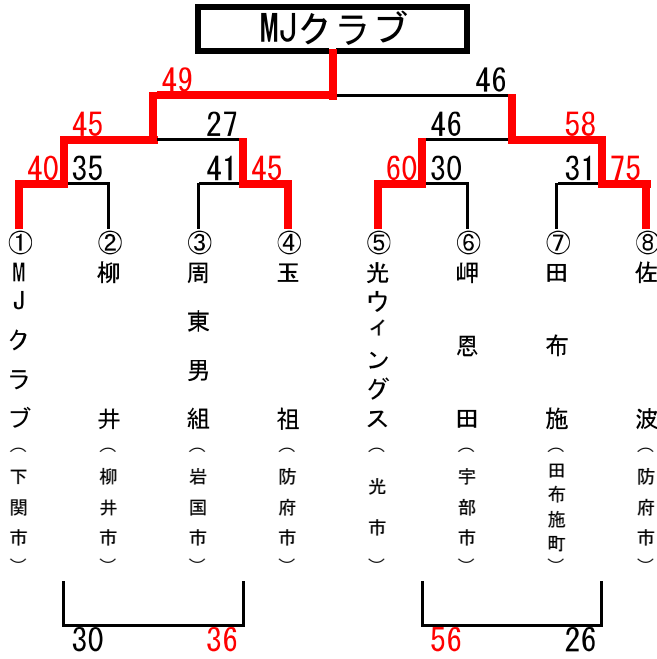 MJクラブ
49
46
45
27
46
58
40
35
41
45
60
30
31
75
①
②
③
④
⑤
⑥
⑦
⑧
MJクラブ(下関市)
柳井(柳井市)
周東男組(岩国市)
玉祖(防府市)
光ウィングス(光市)
岬恩田(宇部市)
田布施(田布施町)
佐波(防府市)
30
36
56
26